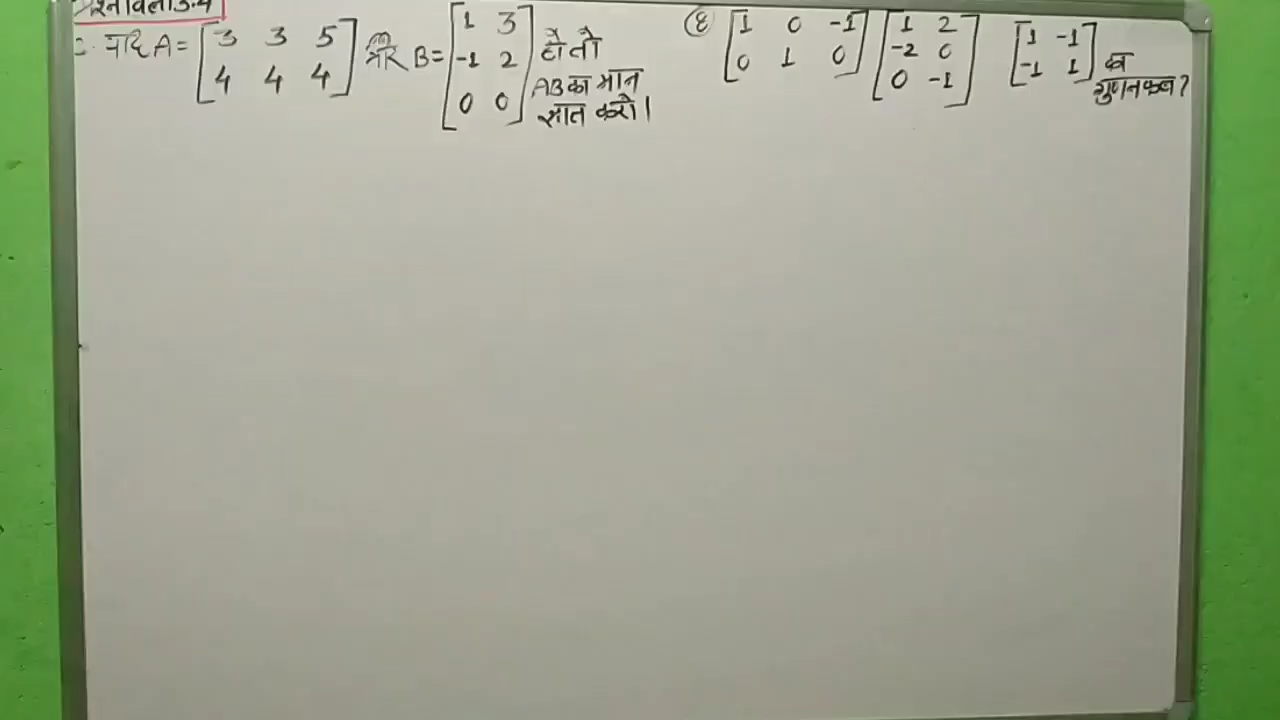 प्रश्नावली 3.4
यदि A = [3 3 5
4 4 4] और B = [1 3
-1 2
0 0] है तो
AB का मान
ज्ञात करो।
8 [1 0 -1
0 1 0] [1 2
-2 0
0 -1] [1 -1
-1 1] का
गुणनफल?